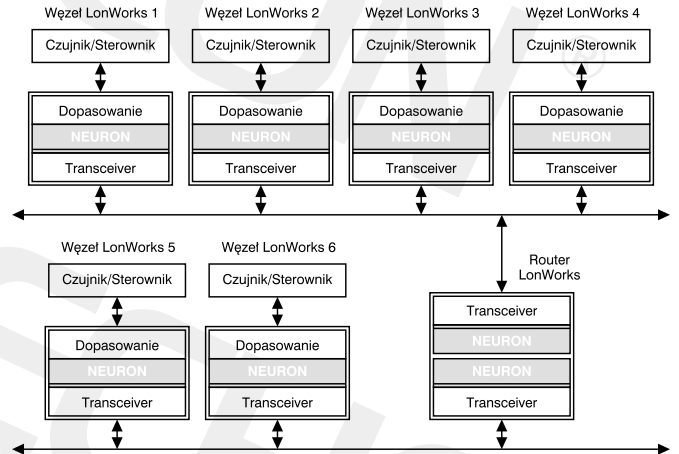 Węzeł LonWorks 1 Węzeł LonWorks 2 Węzeł LonWorks 3 Węzeł LonWorks 4
Czujnik/Sterownik Czujnik/Sterownik Czujnik/Sterownik Czujnik/Sterownik
Dopasowanie Dopasowanie Dopasowanie Dopasowanie
NEURON NEURON NEURON NEURON
Transceiver Transceiver Transceiver Transceiver
Węzeł LonWorks 5 Węzeł LonWorks 6
Router
LonWorks
Czujnik/Sterownik Czujnik/Sterownik
Transceiver
Dopasowanie Dopasowanie NEURON
NEURON NEURON NEURON
Transceiver Transceiver Transceiver